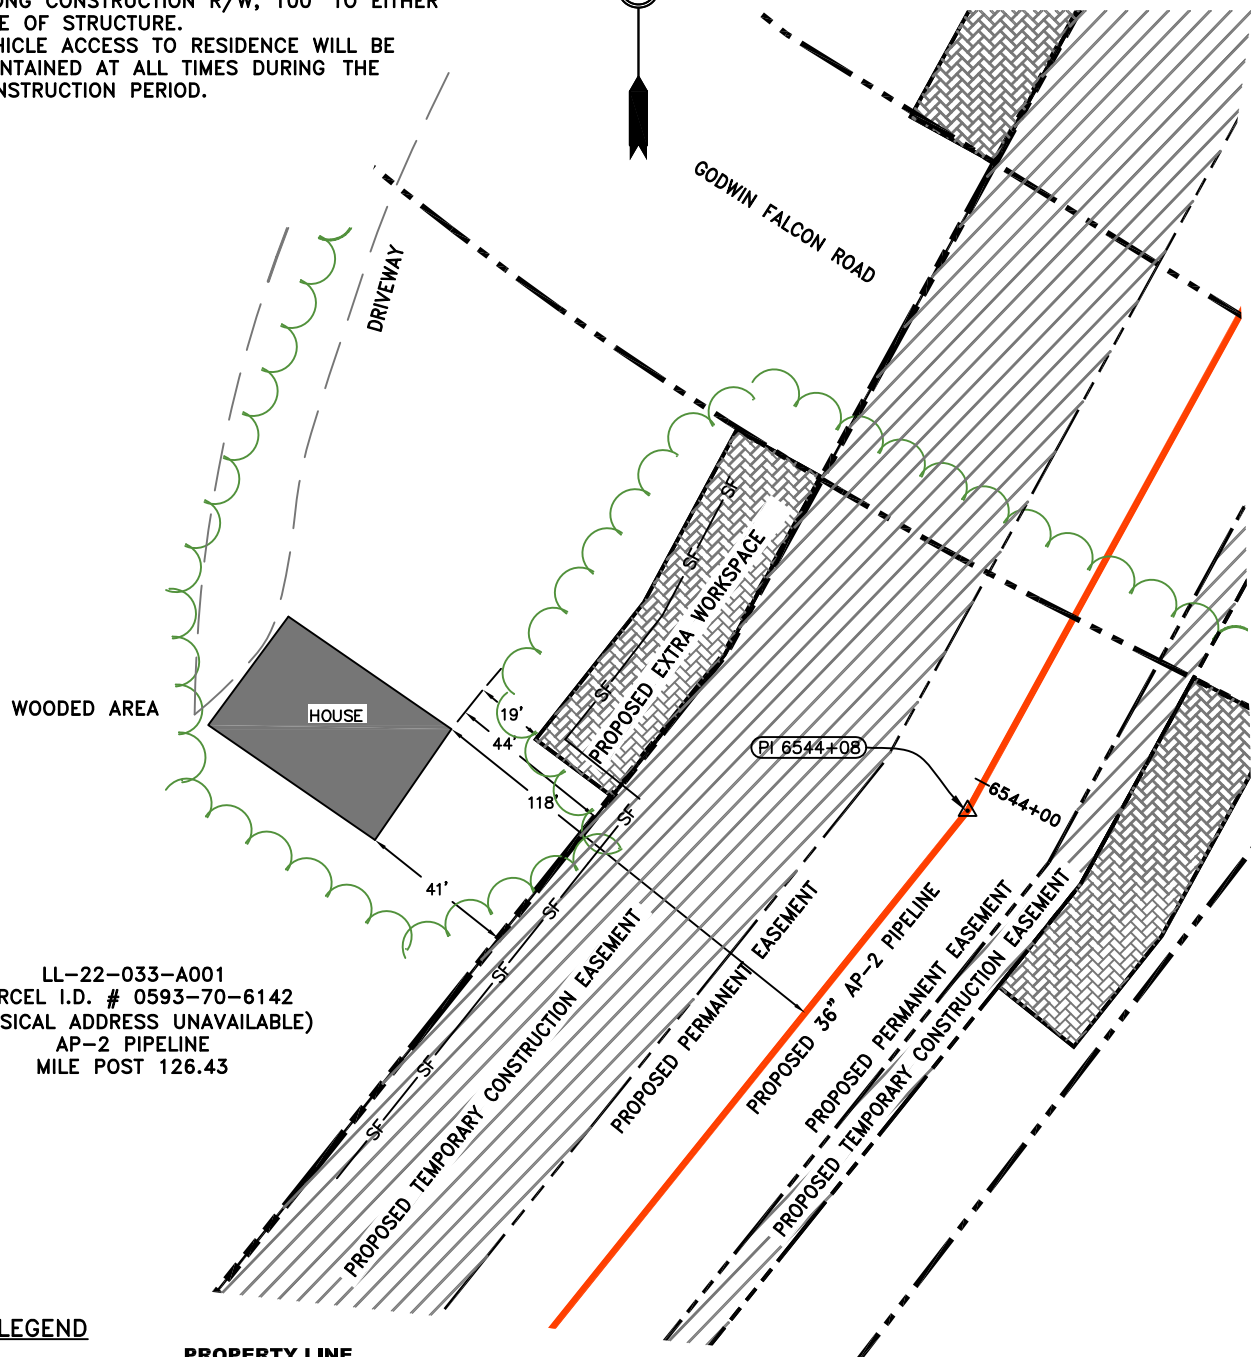 ONG CONSTRUCTION R/W, 100' TO EITHER
E OF STRUCTURE.
HICLE ACCESS TO RESIDENCE WILL BE
NTAINED AT ALL TIMES DURING THE
NSTRUCTION PERIOD.
GODWIN FALCON ROAD
DRIVEWAY
SF
SF
SF
PROPOSED EXTRA WORKSPACE
WOODED AREA
HOUSE
19'
44'
118'
41'
PI 6544+08
6544+00
SF
SF
SF
SF
SF
PROPOSED TEMPORARY CONSTRUCTION EASEMENT
PROPOSED PERMANENT EASEMENT
PROPOSED 36" AP-2 PIPELINE
PROPOSED PERMANENT EASEMENT
PROPOSED TEMPORARY CONSTRUCTION EASEMENT
LL-22-033-A001
RCEL I.D. # 0593-70-6142
SICAL ADDRESS UNAVAILABLE)
AP-2 PIPELINE
MILE POST 126.43
LEGEND
PROPERTY LINE